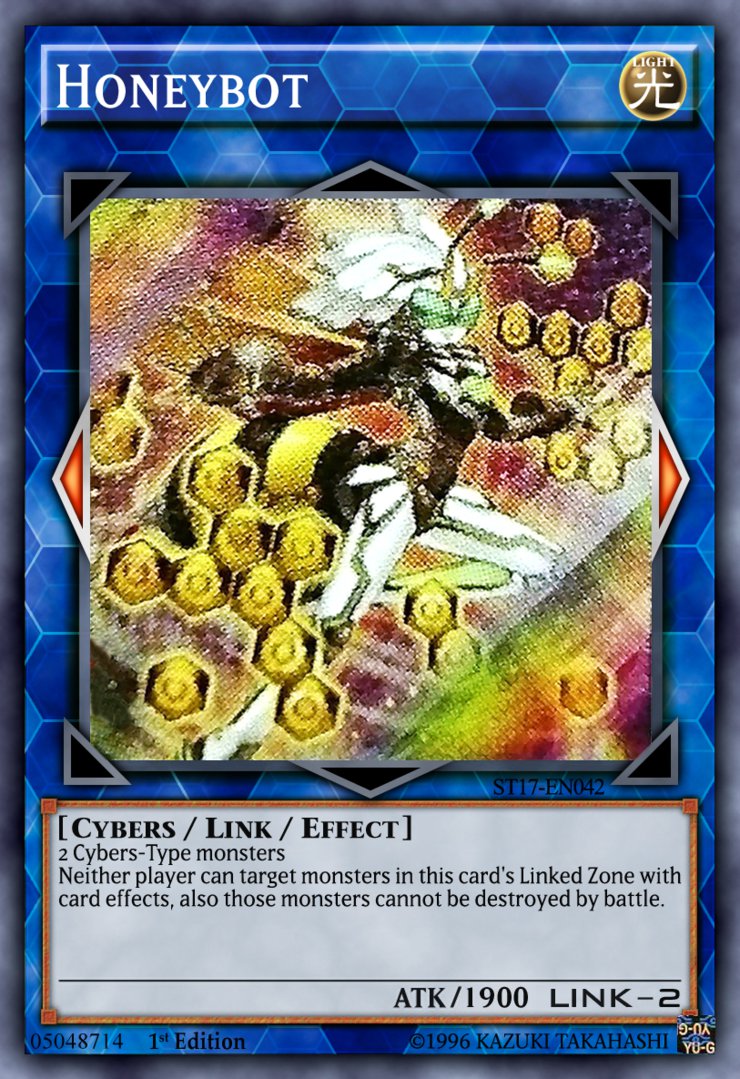 HONEYBOT
LIGHT
光
ST17-EN042
[CYBERS / LINK / EFFECT]
2 Cybers-Type monsters
Neither player can target monsters in this card's Linked Zone with
card effects, also those monsters cannot be destroyed by battle.
ATK/1900 LINK-2
05048714 1st Edition ©1996 KAZUKI TAKAHASHI
YU-G
YU-G